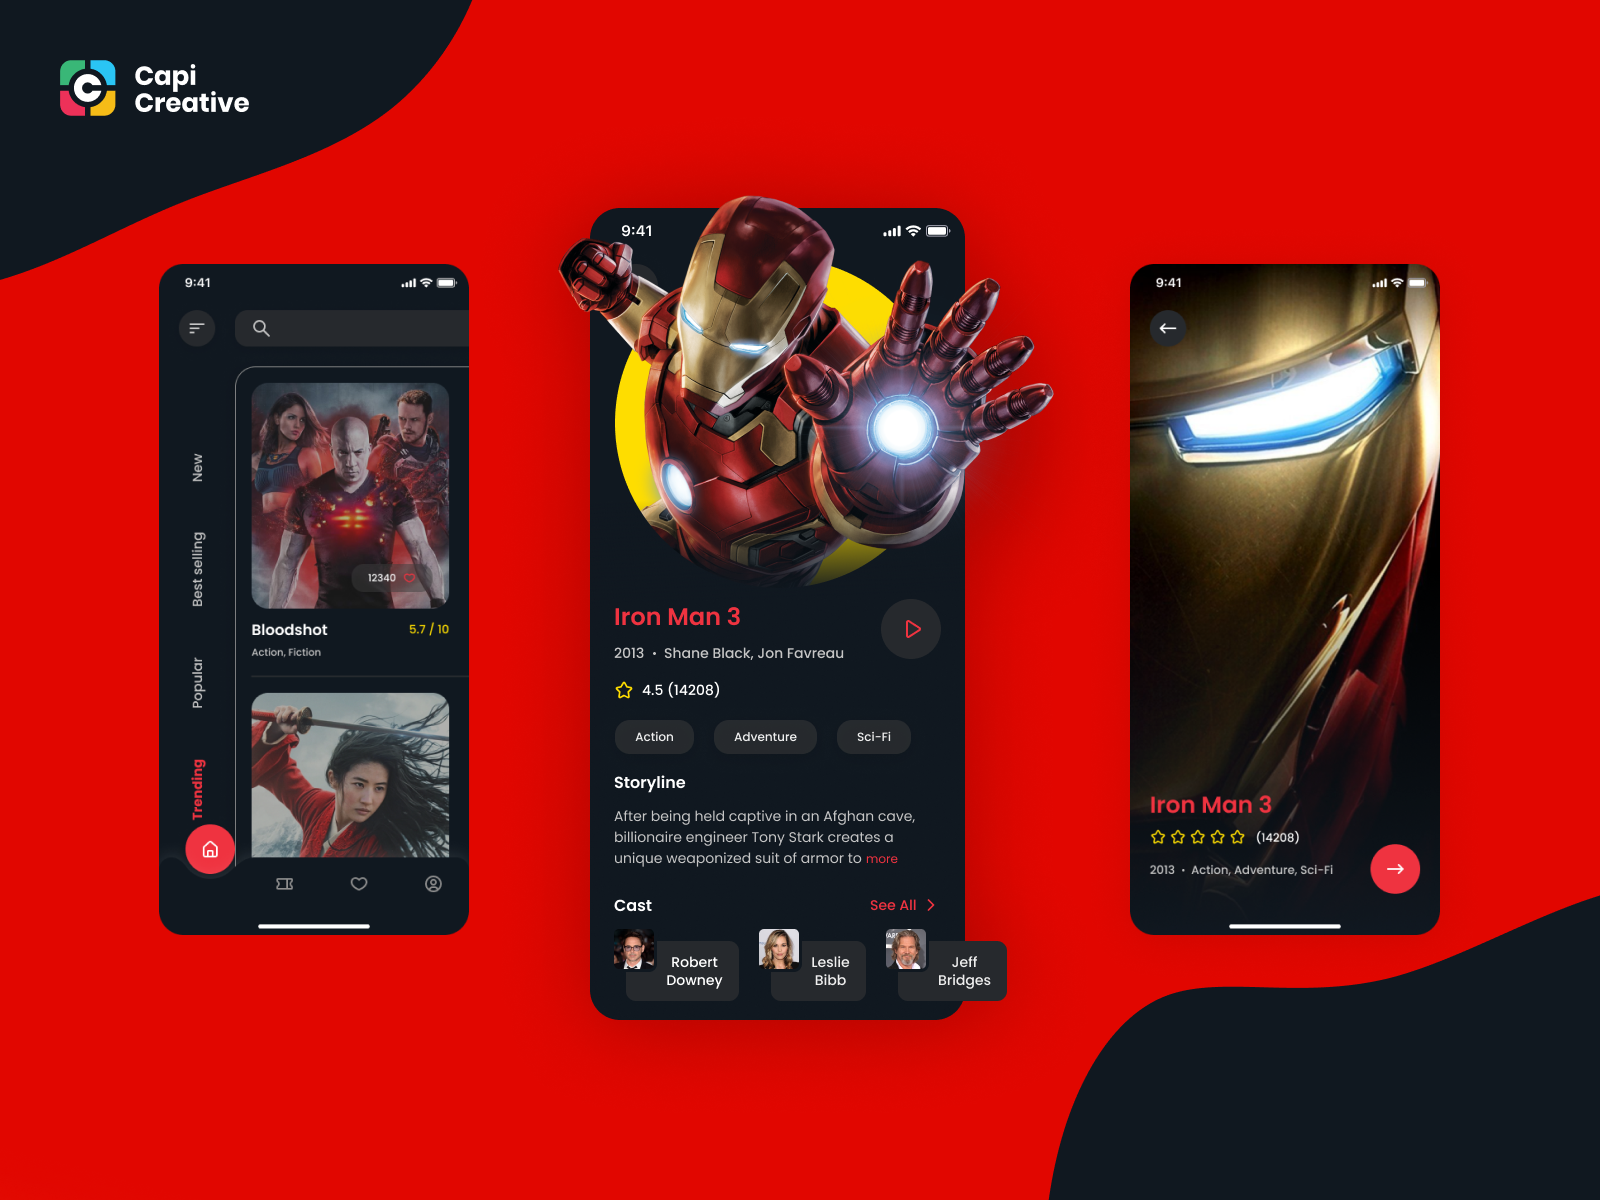 Capi
Creative
9:41
New
Best selling
Popular
Trending
12340
Bloodshot
5.7 / 10
Action, Fiction
9:41
Iron Man 3
2013 • Shane Black, Jon Favreau
4.5 (14208)
Action
Adventure
Sci-Fi
Storyline
After being held captive in an Afghan cave,
billionaire engineer Tony Stark creates a
unique weaponized suit of armor to more
Cast
See All
Robert
Downey
Leslie
Bibb
Jeff
Bridges
9:41
Iron Man 3
(14208)
2013 • Action, Adventure, Sci-Fi